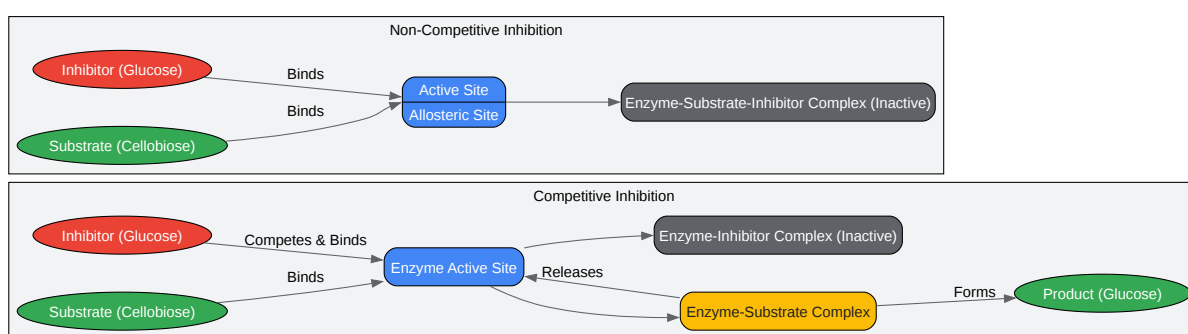 Non-Competitive Inhibition
Inhibitor (Glucose)
Binds
Active Site
Allosteric Site
Enzyme-Substrate-Inhibitor Complex (Inactive)
Binds
Substrate (Cellobiose)
Competitive Inhibition
Inhibitor (Glucose)
Competes & Binds
Enzyme-Inhibitor Complex (Inactive)
Enzyme Active Site
Binds
Releases
Substrate (Cellobiose)
Enzyme-Substrate Complex
Forms
Product (Glucose)